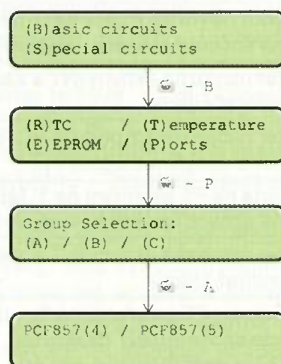 (B)asic circuits
(S)pecial circuits
- B
(R)TC / (T)emperature
(E)EPROM / (P)orts
- P
Group Selection:
(A) / (B) / (C)
- A
PCF857(4) / PCF857(5)